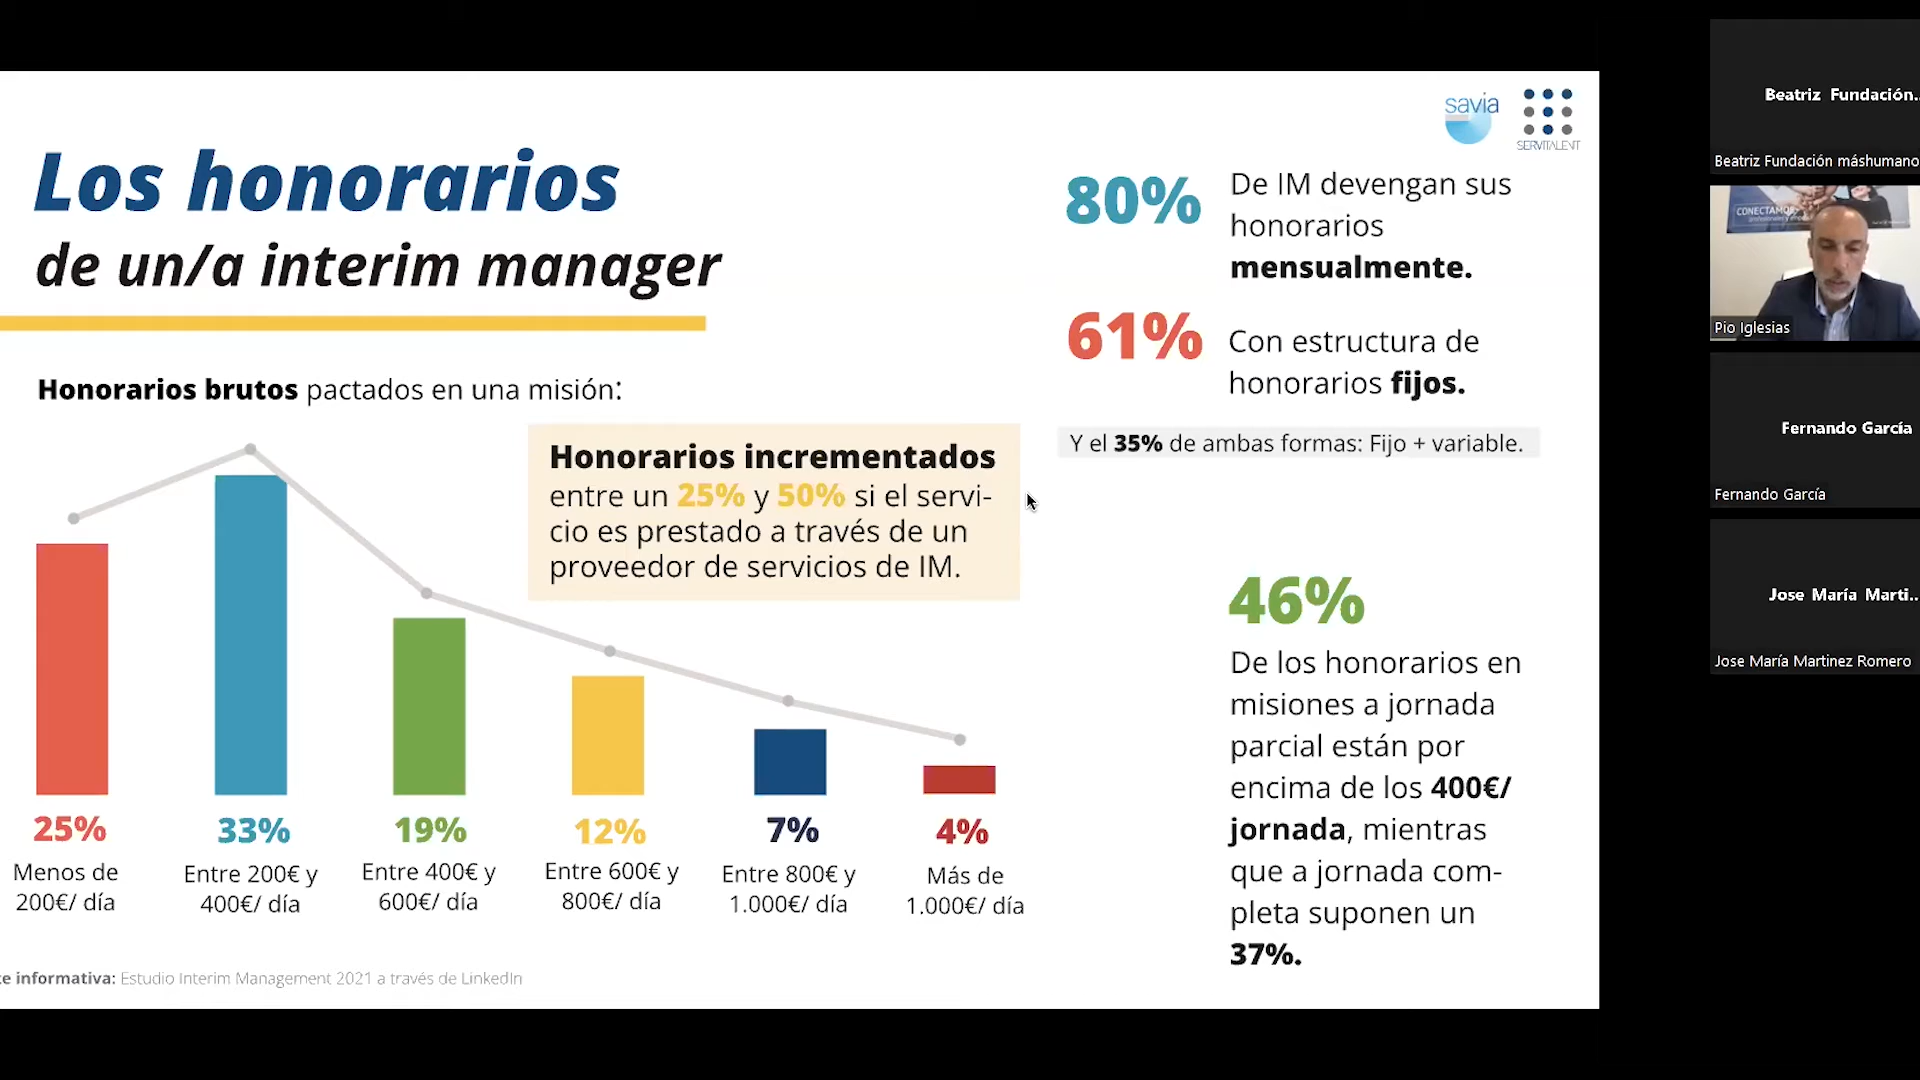 savia
SERVITALENT
Los honorarios
de un/a interim manager
Honorarios brutos pactados en una misión:
Honorarios incrementados
entre un 25% y 50% si el servi-
cio es prestado a través de un
proveedor de servicios de IM.
25%
Menos de
200€/ día
33%
Entre 200€ y
400€/ día
19%
Entre 400€ y
600€/ día
12%
Entre 600€ y
800€/ día
7%
Entre 800€ y
1.000€/ día
4%
Más de
1.000€/ día
informativa: Estudio Interim Management 2021 a través de LinkedIn
80%
De IM devengan sus
honorarios
mensualmente.
61%
Con estructura de
honorarios fijos.
Y el 35% de ambas formas: Fijo + variable.
46%
De los honorarios en
misiones a jornada
parcial están por
encima de los 400€/
jornada, mientras
que a jornada com-
pleta suponen un
37%.
Beatriz Fundación...
Beatriz Fundación máshumano
CONECTAMOS
Pio Iglesias
Fernando García
Fernando García
Jose María Marti...
Jose María Martinez Romero